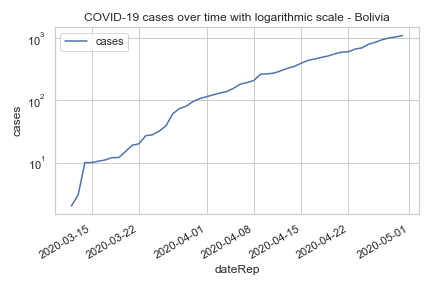 COVID-19 cases over time with logarithmic scale - Bolivia
cases
10³
10²
10¹
cases
2020-03-15
2020-03-22
2020-04-01
2020-04-08
2020-04-15
2020-04-22
2020-05-01
dateRep